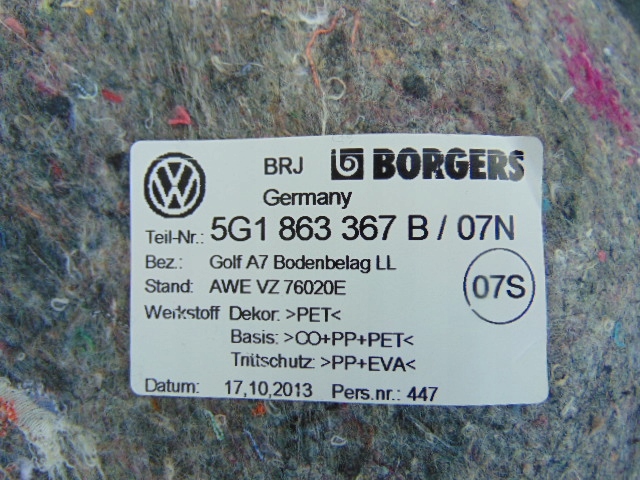 BRJ BORGERS
Germany
Teil-Nr.: 5G1 863 367 B / 07N
Bez.: Golf A7 Bodenbelag LL
Stand: AWE VZ 76020E
07S
Werkstoff Dekor: >PET<
Basis: >CO+PP+PET<
Trittschutz: >PP+EVA<
Datum: 17,10,2013 Pers.nr.: 447